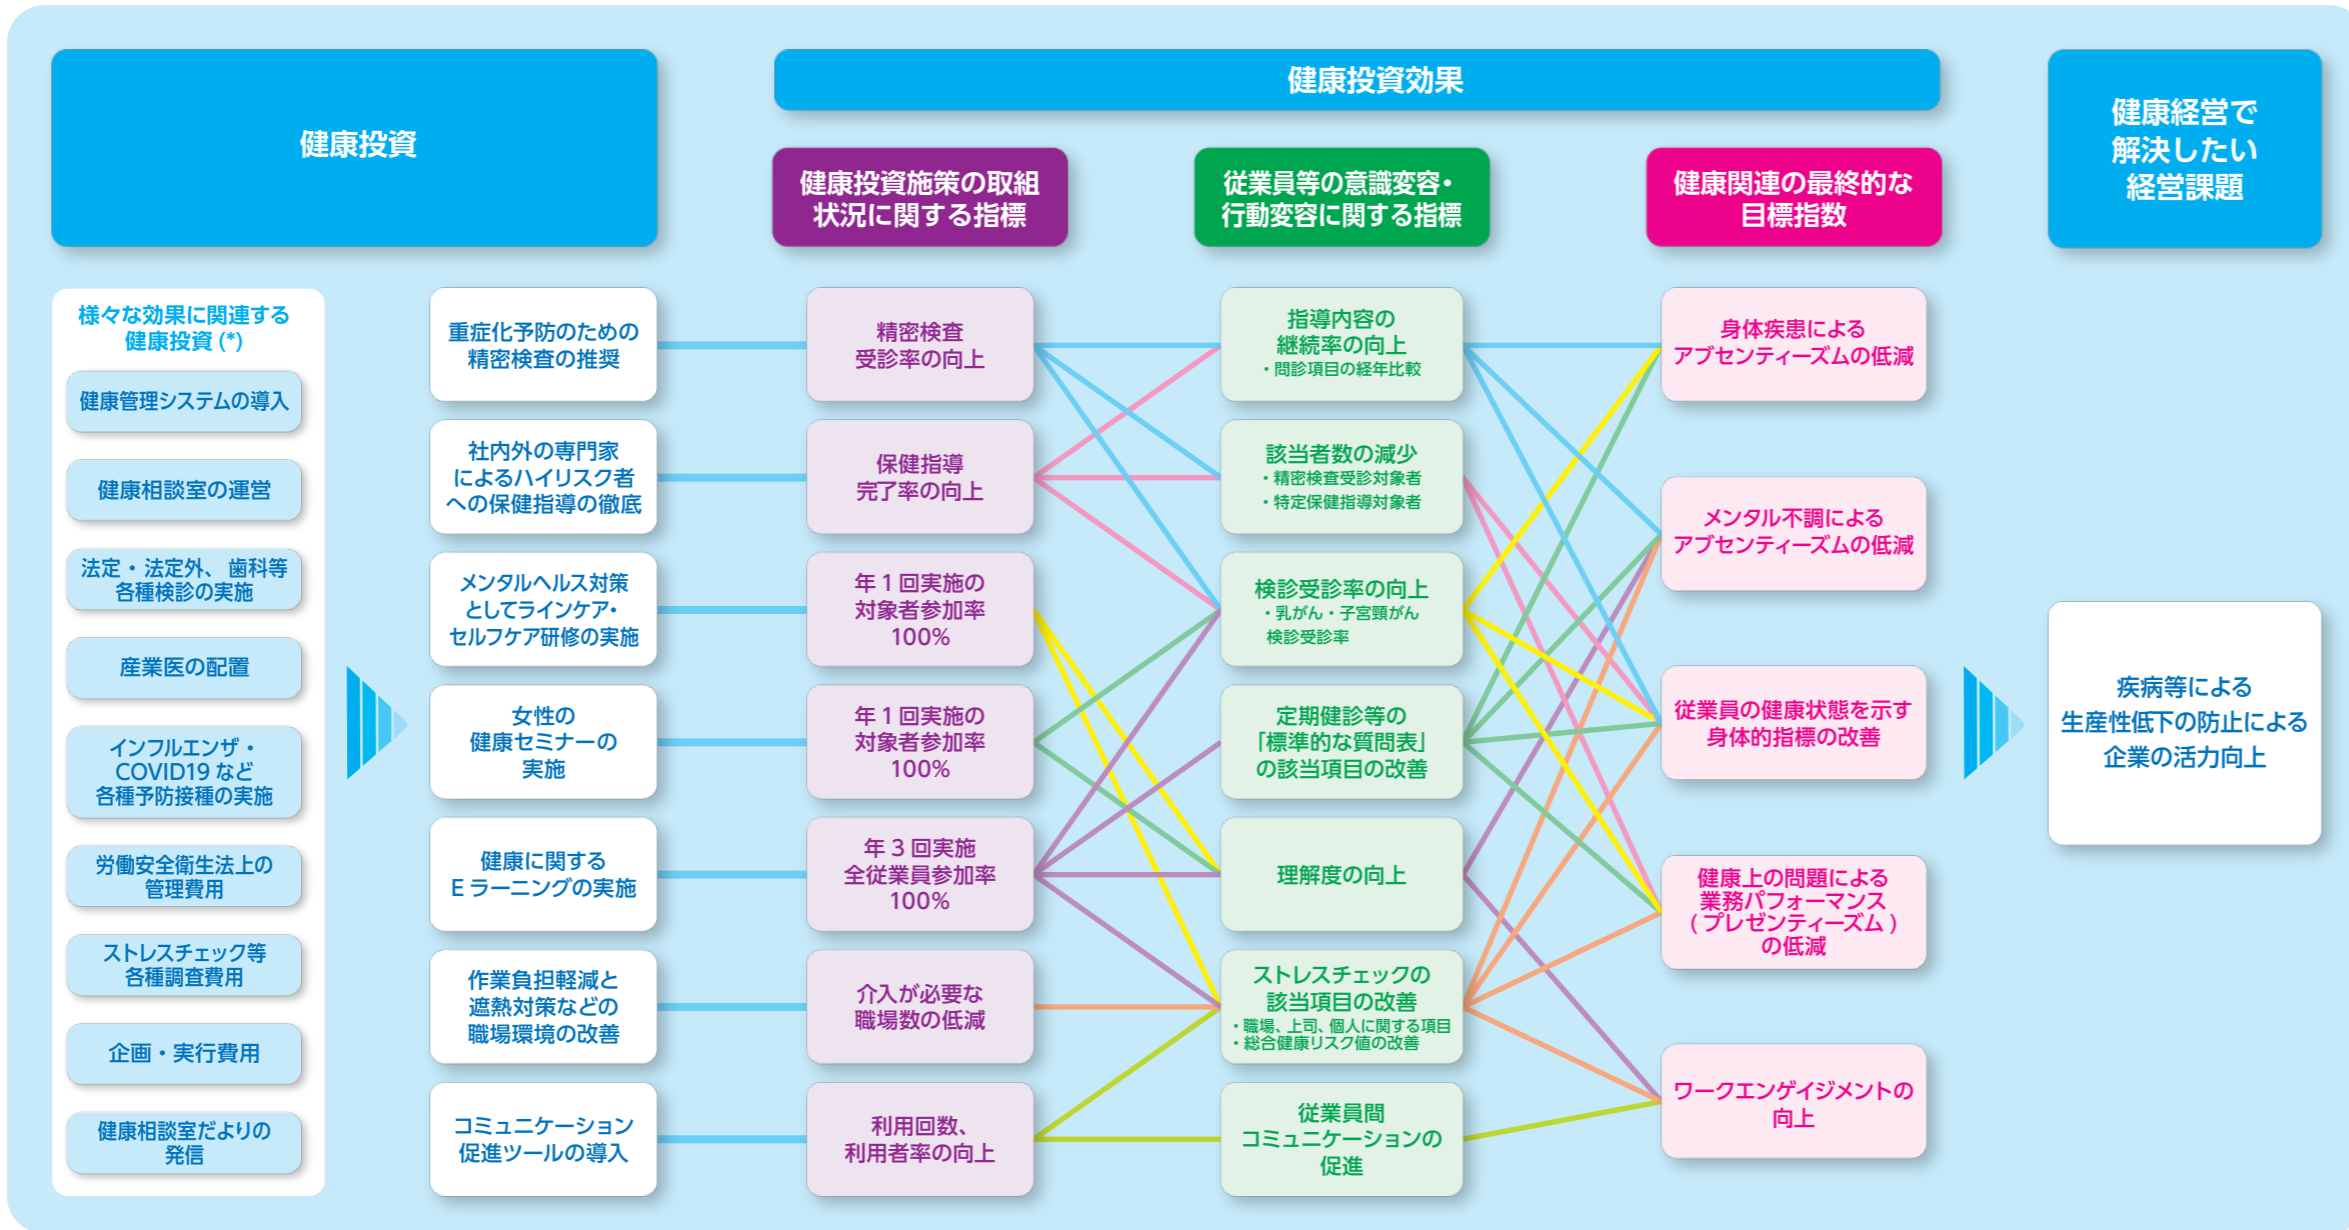 健康投資
健康投資効果
健康経営で
解決したい
経営課題
健康投資施策の取組
状況に関する指標
従業員等の意識変容・
行動変容に関する指標
健康関連の最終的な
目標指数
様々な効果に関連する
健康投資 (*)
健康管理システムの導入
健康相談室の運営
法定・法定外、歯科等
各種検診の実施
産業医の配置
インフルエンザ・
COVID19 など
各種予防接種の実施
労働安全衛生法上の
管理費用
ストレスチェック等
各種調査費用
企画・実行費用
健康相談室だよりの
発信
重症化予防のための
精密検査の推奨
社内外の専門家
によるハイリスク者
への保健指導の徹底
メンタルヘルス対策
としてラインケア・
セルフケア研修の実施
女性の
健康セミナーの
実施
健康に関する
E ラーニングの実施
作業負担軽減と
遮熱対策などの
職場環境の改善
コミュニケーション
促進ツールの導入
精密検査
受診率の向上
保健指導
完了率の向上
年 1 回実施の
対象者参加率
100%
年 1 回実施の
対象者参加率
100%
年 3 回実施
全従業員参加率
100%
介入が必要な
職場数の低減
利用回数、
利用者率の向上
指導内容の
継続率の向上
・問診項目の経年比較
該当者数の減少
・精密検査受診対象者
・特定保健指導対象者
検診受診率の向上
・乳がん・子宮頸がん
検診受診率
定期健診等の
「標準的な質問表」
の該当項目の改善
理解度の向上
ストレスチェックの
該当項目の改善
・職場、上司、個人に関する項目
・総合健康リスク値の改善
従業員間
コミュニケーションの
促進
身体疾患による
アブセンティーズムの低減
メンタル不調による
アブセンティーズムの低減
従業員の健康状態を示す
身体的指標の改善
健康上の問題による
業務パフォーマンス
( プレゼンティーズム )
の低減
ワークエンゲイジメントの
向上
疾病等による
生産性低下の防止による
企業の活力向上